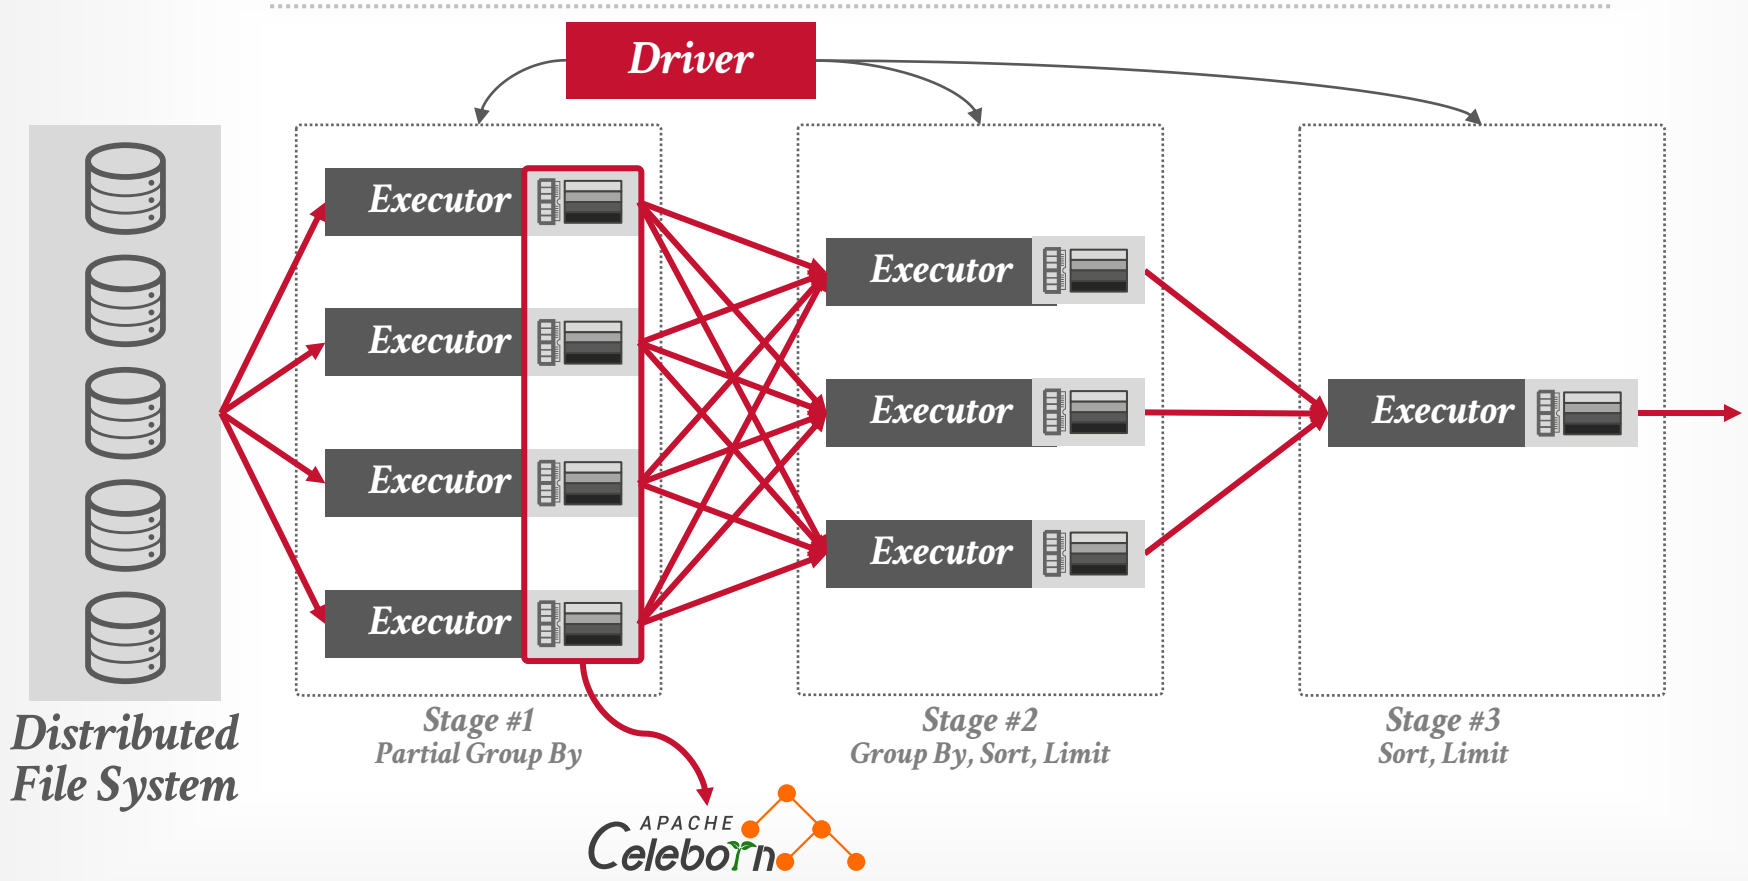 Driver
Executor
Executor
Executor
Executor
Executor
Executor
Executor
Executor
Distributed
File System
Stage #1
Partial Group By
Stage #2
Group By, Sort, Limit
Stage #3
Sort, Limit
APACHE
Celeborn